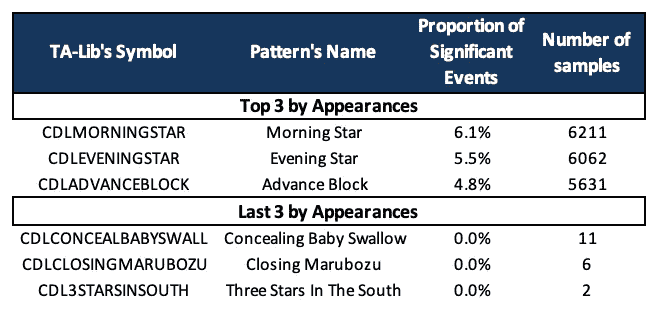 TA-Lib's Symbol Pattern's Name Proportion of Significant Events Number of samples
Top 3 by Appearances
CDLMORNINGSTAR Morning Star 6.1% 6211
CDLEVENINGSTAR Evening Star 5.5% 6062
CDLADVANCEBLOCK Advance Block 4.8% 5631
Last 3 by Appearances
CDLCONCEALBABYSWALL Concealing Baby Swallow 0.0% 11
CDLCLOSINGMARUBOZU Closing Marubozu 0.0% 6
CDL3STARSINSOUTH Three Stars In The South 0.0% 2